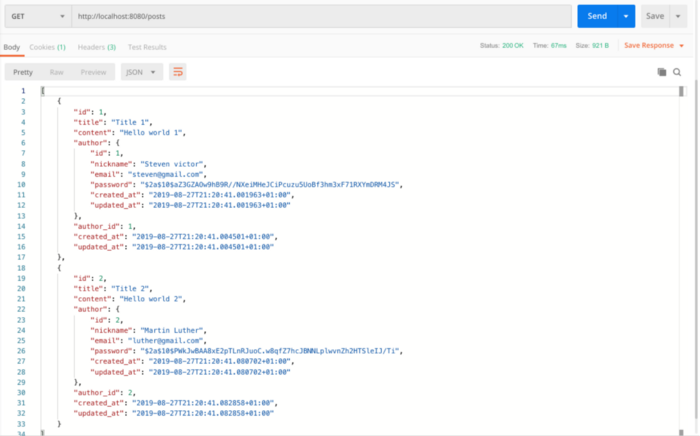 GET http://localhost:8080/posts Send Save
Body Cookies (1) Headers (3) Test Results Status: 200 OK Time: 67ms Size: 921 B Save Response
Pretty Raw Preview JSON
1 [
2 {
3 "id": 1,
4 "title": "Title 1",
5 "content": "Hello world 1",
6 "author": {
7 "id": 1,
8 "nickname": "Steven victor",
9 "email": "steven@gmail.com",
10 "password":
11 "created_at": "2019-08-27T21:20:41.001963+01:00",
12 "updated_at": "2019-08-27T21:20:41.001963+01:00"
13 },
14 "author_id": 1,
15 "created_at": "2019-08-27T21:20:41.004501+01:00",
16 "updated_at": "2019-08-27T21:20:41.004501+01:00"
17 },
18 {
19 "id": 2,
20 "title": "Title 2",
21 "content": "Hello world 2",
22 "author": {
23 "id": 2,
24 "nickname": "Martin Luther",
25 "email": "luther@gmail.com",
26 "password":
27 "created_at": "2019-08-27T21:20:41.080702+01:00",
28 "updated_at": "2019-08-27T21:20:41.080702+01:00"
29 },
30 "author_id": 2,
31 "created_at": "2019-08-27T21:20:41.082858+01:00",
32 "updated_at": "2019-08-27T21:20:41.082858+01:00"
33 }
34 ]